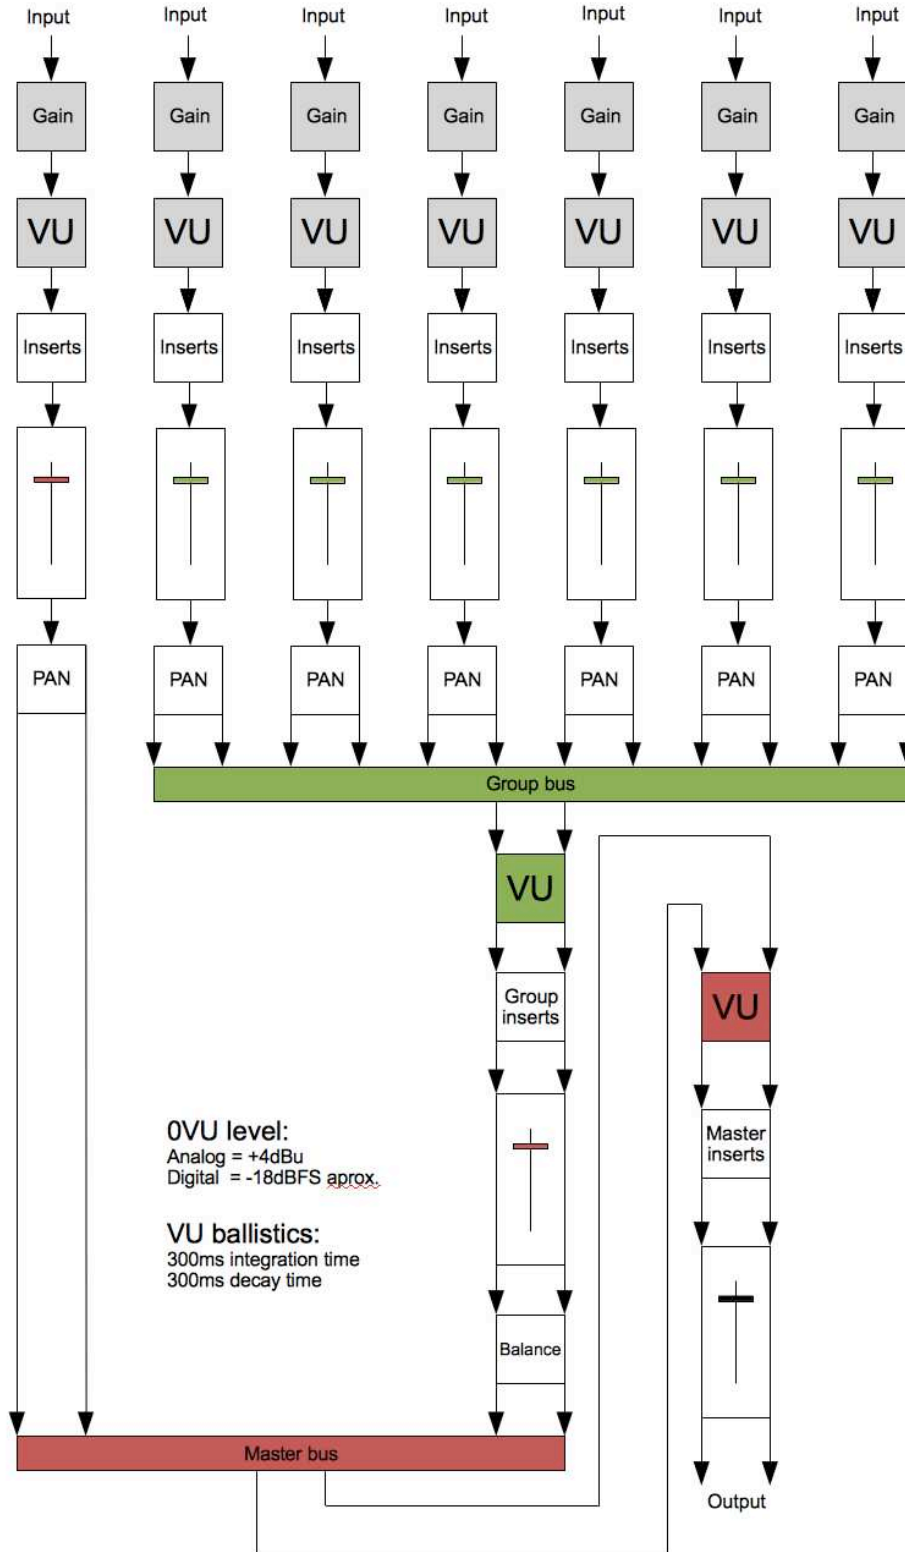 Input Input Input Input Input Input Input
Gain Gain Gain Gain Gain Gain Gain
VU VU VU VU VU VU VU
Inserts Inserts Inserts Inserts Inserts Inserts Inserts
PAN PAN PAN PAN PAN PAN PAN
Group bus
VU
Group
inserts
VU
Master
inserts
0VU level:
Analog = +4dBu
Digital = -18dBFS aprox.
VU ballistics:
300ms integration time
300ms decay time
Balance
Master bus
Output